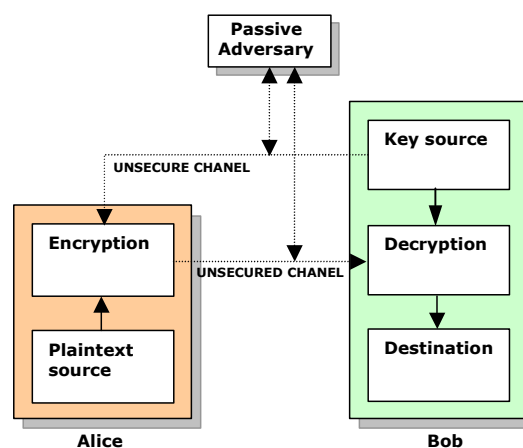 Passive
Adversary
Key source
UNSECURE CHANEL
Encryption
Decryption
UNSECURED CHANEL
Plaintext
source
Destination
Alice
Bob